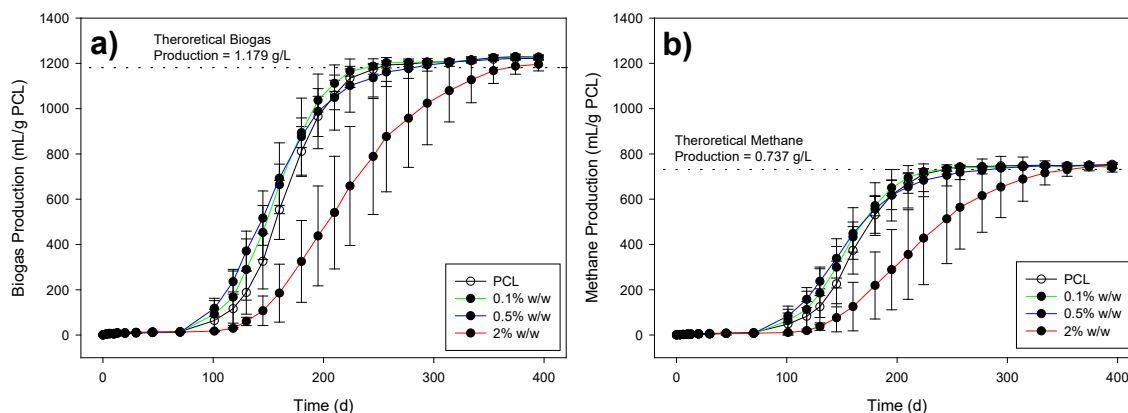 a)
Theroretical Biogas
Production = 1.179 g/L
Biogas Production (mL/g PCL)
1400
1200
1000
800
600
400
200
0
0 100 200 300 400
Time (d)
PCL
0.1% w/w
0.5% w/w
2% w/w
b)
Theroretical Methane
Production = 0.737 g/L
Methane Production (mL/g PCL)
1400
1200
1000
800
600
400
200
0
0 100 200 300 400
Time (d)
PCL
0.1% w/w
0.5% w/w
2% w/w